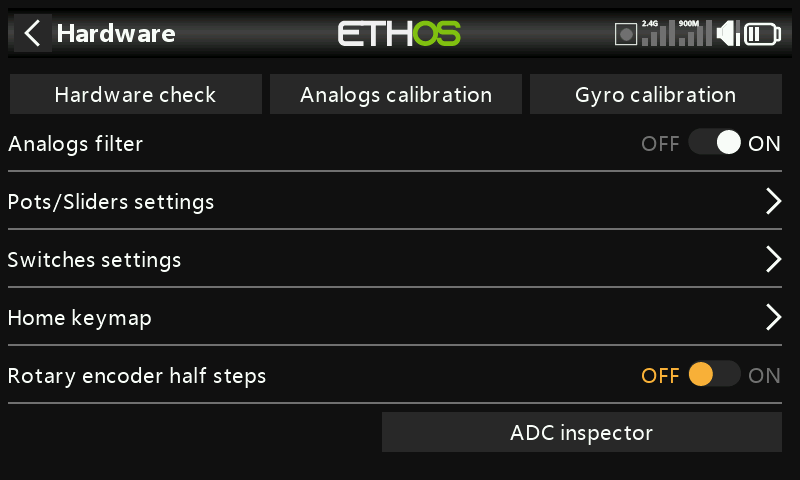 Hardware
ETHOS
2.4G 900M
Hardware check Analogs calibration Gyro calibration
Analogs filter OFF ON
Pots/Sliders settings
Switches settings
Home keymap
Rotary encoder half steps OFF ON
ADC inspector